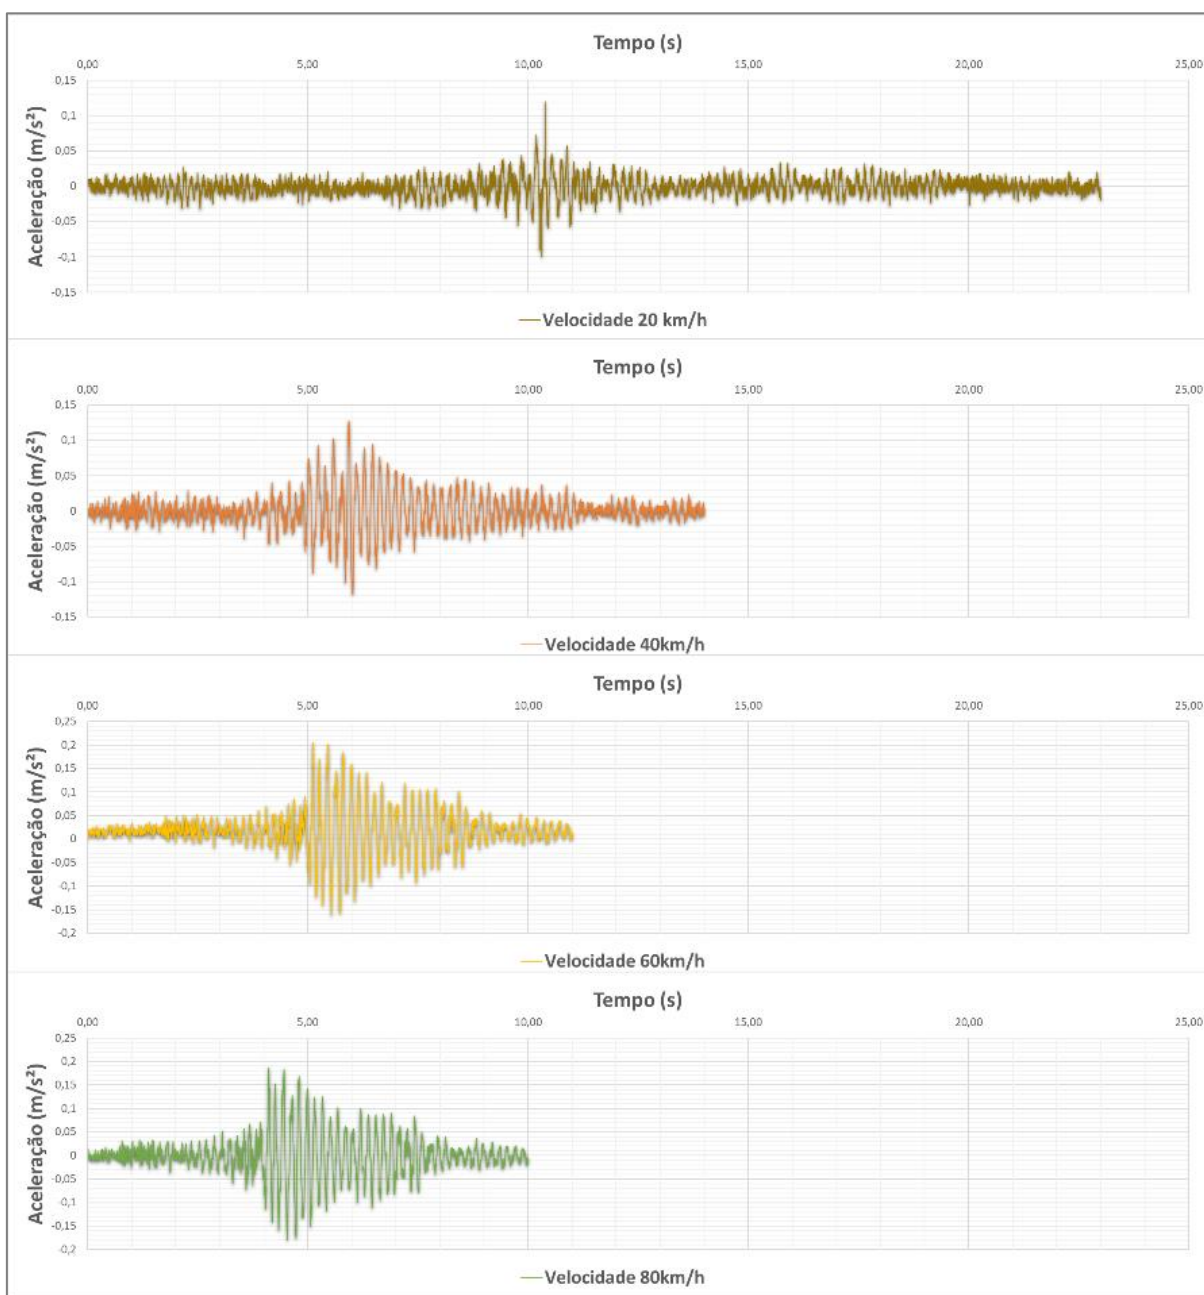 Tempo (s)
0,00 5,00 10,00 15,00 20,00 25,00
Aceleração (m/s²)
0,15
0,1
0,05
0
-0,05
-0,1
-0,15
Velocidade 20 km/h
Tempo (s)
0,00 5,00 10,00 15,00 20,00 25,00
Aceleração (m/s²)
0,15
0,1
0,05
0
-0,05
-0,1
-0,15
Velocidade 40km/h
Tempo (s)
0,00 5,00 10,00 15,00 20,00 25,00
Aceleração (m/s²)
0,25
0,2
0,15
0,1
0,05
0
-0,05
-0,1
-0,15
-0,2
Velocidade 60km/h
Tempo (s)
0,00 5,00 10,00 15,00 20,00 25,00
Aceleração (m/s²)
0,25
0,2
0,15
0,1
0,05
0
-0,05
-0,1
-0,15
-0,2
Velocidade 80km/h